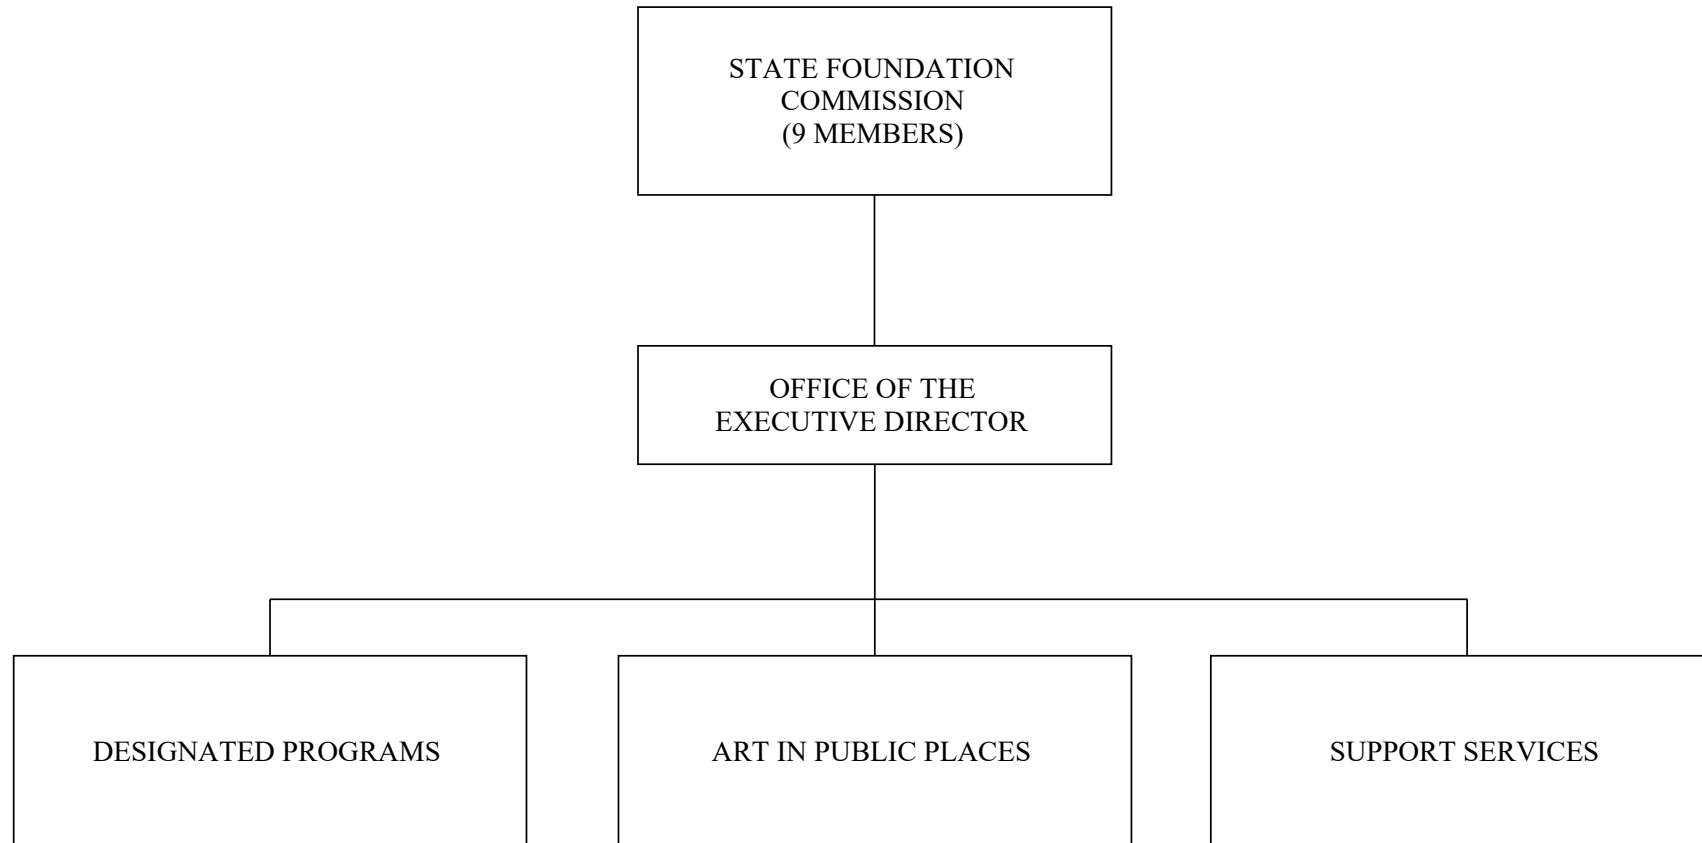 STATE FOUNDATION
COMMISSION
(9 MEMBERS)
OFFICE OF THE
EXECUTIVE DIRECTOR
DESIGNATED PROGRAMS
ART IN PUBLIC PLACES
SUPPORT SERVICES